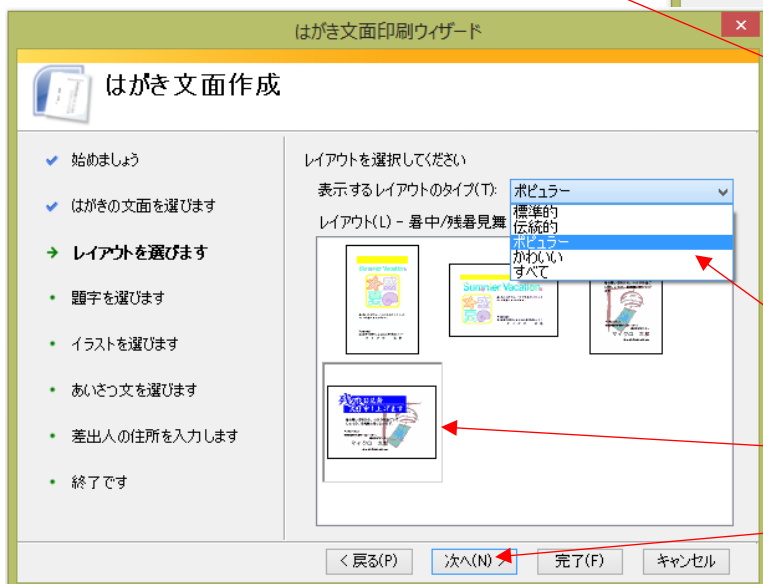 はがき文面印刷ウィザード
はがき文面作成
始めましょう
はがきの文面を選びます
レイアウトを選びます
題字を選びます
イラストを選びます
あいさつ文を選びます
差出人の住所を入力します
終了です
レイアウトを選択してください
表示するレイアウトのタイプ(T): ポピュラー
標準的
伝統的
ポピュラー
かわいい
すべて
レイアウト(L) - 暑中/残暑見舞
Summer Vacation
Summer Vacation
< 戻る(P) 次へ(N) > 完了(F) キャンセル